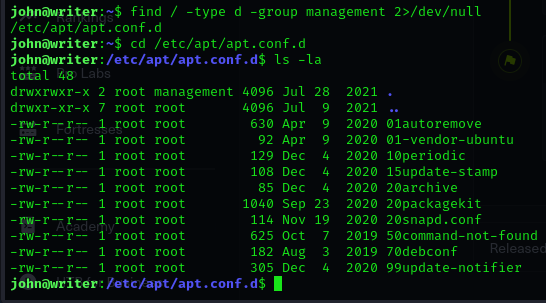 john@writer:~$ find / -type d -group management 2>/dev/null
/etc/apt/apt.conf.d
john@writer:~$ cd /etc/apt/apt.conf.d
john@writer:/etc/apt/apt.conf.d$ ls -la
total 48
drwxrwxr-x 2 root management 4096 Jul 28  2021 .
drwxr-xr-x 7 root root       4096 Jul  9  2021 ..
-rw-r--r-- 1 root root        630 Apr  9  2020 01autoremove
-rw-r--r-- 1 root root         92 Apr  9  2020 01-vendor-ubuntu
-rw-r--r-- 1 root root        129 Dec  4  2020 10periodic
-rw-r--r-- 1 root root        108 Dec  4  2020 15update-stamp
-rw-r--r-- 1 root root         85 Dec  4  2020 20archive
-rw-r--r-- 1 root root       1040 Sep 23  2020 20packagekit
-rw-r--r-- 1 root root        114 Nov 19  2020 20snapd.conf
-rw-r--r-- 1 root root        625 Oct  7  2019 50command-not-found
-rw-r--r-- 1 root root        182 Aug  3  2019 70debconf
-rw-r--r-- 1 root root        305 Dec  4  2020 99update-notifier
john@writer:/etc/apt/apt.conf.d$
Rankings
Labs
Fortresses
Academy
Released